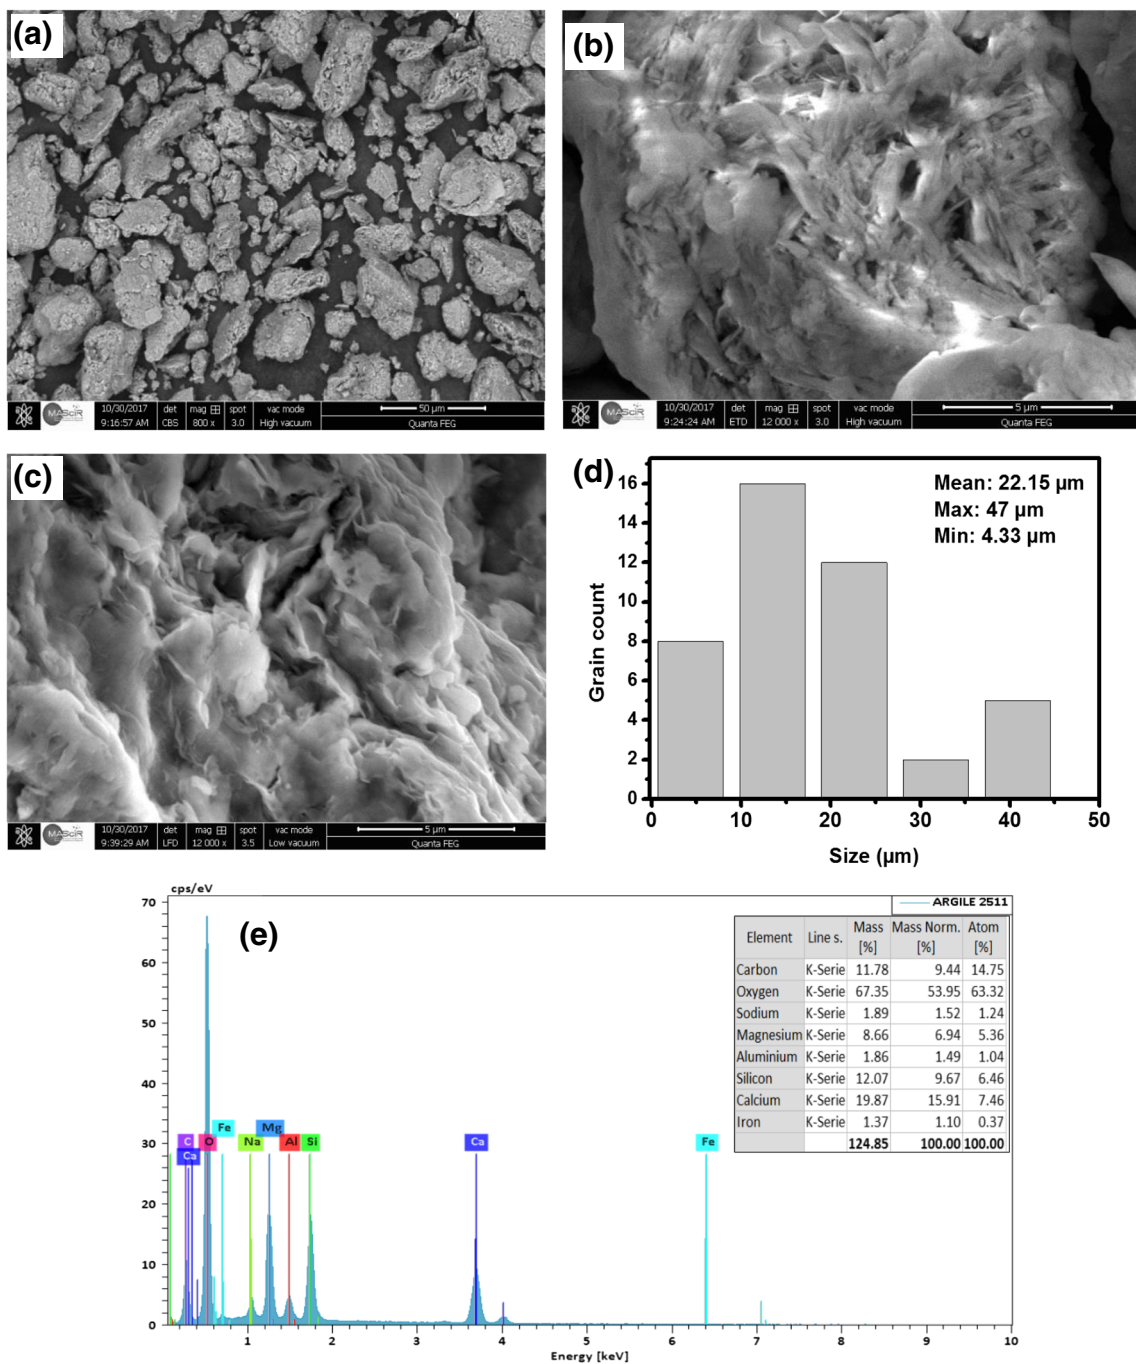 (a)
10/30/2017 det mag spot vac mode 50 µm
9:16:57 AM CBS 800 x 3.0 High vacuum Quanta FEG
MAScIR
(b)
10/30/2017 det mag spot vac mode 5 µm
9:24:24 AM ETD 12 000 x 3.0 High vacuum Quanta FEG
MAScIR
(c)
10/30/2017 det mag spot vac mode 5 µm
9:39:29 AM LFD 12 000 x 3.5 Low vacuum Quanta FEG
MAScIR
(d)
Mean: 22.15 µm
Max: 47 µm
Min: 4.33 µm
Grain count
16
14
12
10
8
6
4
2
0
0 10 20 30 40 50
Size (µm)
(e)
cps/eV
ARGILE 2511
70
60
50
40
30
20
10
0
Element Line s. Mass [%] Mass Norm. [%] Atom [%]
Carbon K-Serie 11.78 9.44 14.75
Oxygen K-Serie 67.35 53.95 63.32
Sodium K-Serie 1.89 1.52 1.24
Magnesium K-Serie 8.66 6.94 5.36
Aluminium K-Serie 1.86 1.49 1.04
Silicon K-Serie 12.07 9.67 6.46
Calcium K-Serie 19.87 15.91 7.46
Iron K-Serie 1.37 1.10 0.37
124.85 100.00 100.00
Fe Mg
C O Na Al Si Ca Fe
Ca
1 2 3 4 5 6 7 8 9 10
Energy [keV]